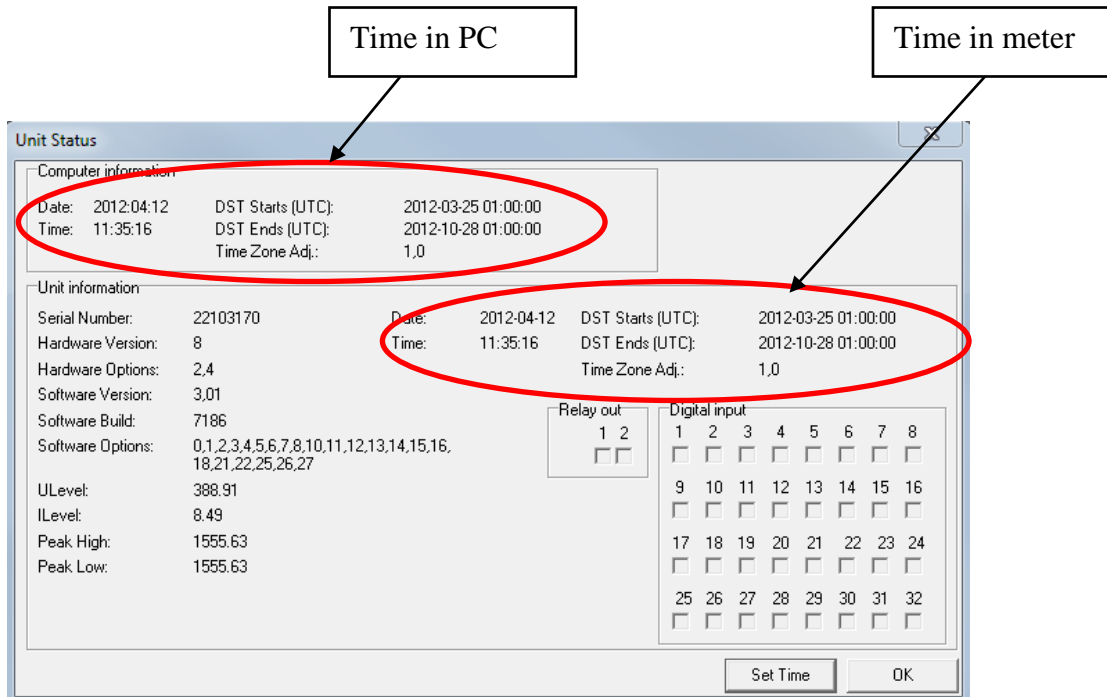 Time in PC
Time in meter
Unit Status
Computer information
Date: 2012:04:12 DST Starts (UTC): 2012-03-25 01:00:00
Time: 11:35:16 DST Ends (UTC): 2012-10-28 01:00:00
Time Zone Adj.: 1,0
Unit information
Serial Number: 22103170 Date: 2012-04-12 DST Starts (UTC): 2012-03-25 01:00:00
Hardware Version: 8 Time: 11:35:16 DST Ends (UTC): 2012-10-28 01:00:00
Hardware Options: 2,4 Time Zone Adj.: 1,0
Software Version: 3,01
Software Build: 7186
Software Options: 0,1,2,3,4,5,6,7,8,10,11,12,13,14,15,16,
18,21,22,25,26,27
ULevel: 388.91
ILevel: 8.49
Peak High: 1555.63
Peak Low: 1555.63
Relay out
1 2
Digital input
1 2 3 4 5 6 7 8
9 10 11 12 13 14 15 16
17 18 19 20 21 22 23 24
25 26 27 28 29 30 31 32
Set Time OK